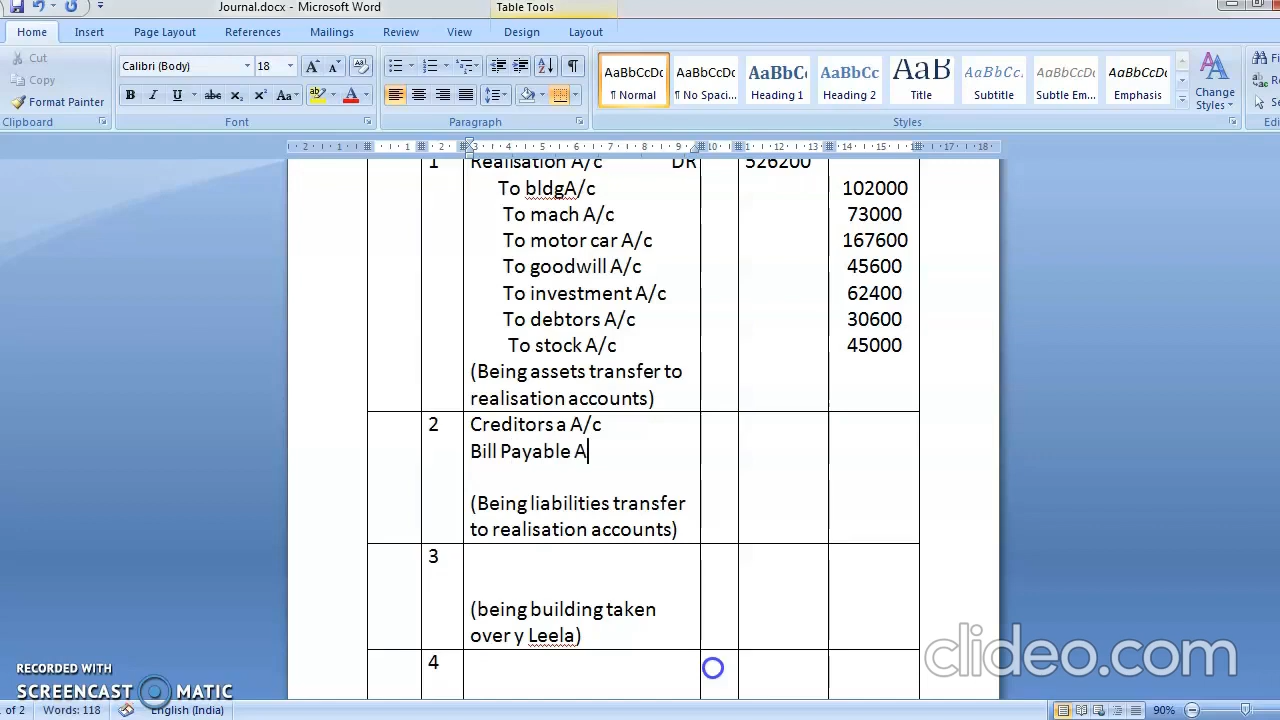 Journal.docx - Microsoft Word
Table Tools
Home Insert Page Layout References Mailings Review View Design Layout
Cut
Copy
Format Painter
Clipboard
Calibri (Body) 18
Font
Paragraph
AaBbCcDc AaBbCcDc AaBbC AaBbCc AaB AaBbCc. AaBbCcDc AaBbCcDc
¶ Normal ¶ No Spaci... Heading 1 Heading 2 Title Subtitle Subtle Em... Emphasis
Change
Styles
Styles
1 Realisation A/c DR 526200
To bldgA/c 102000
To mach A/c 73000
To motor car A/c 167600
To goodwill A/c 45600
To investment A/c 62400
To debtors A/c 30600
To stock A/c 45000
(Being assets transfer to
realisation accounts)
2 Creditors a A/c
Bill Payable A
(Being liabilities transfer
to realisation accounts)
3
(being building taken
over y Leela)
4
clideo.com
RECORDED WITH
SCREENCAST MATIC
1 of 2 Words: 118 English (India) 90%